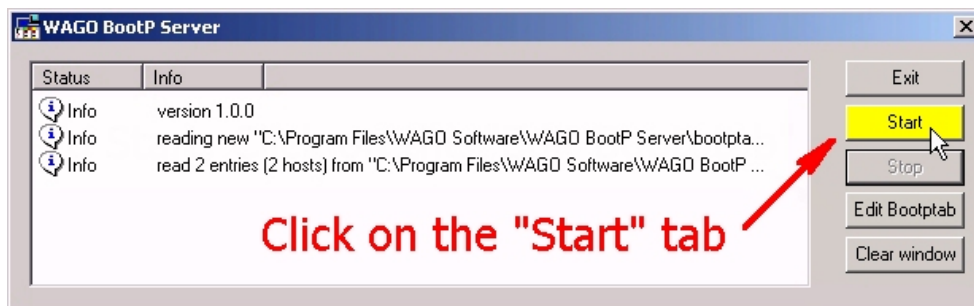 WAGO BootP Server
Status Info
Info version 1.0.0
Info reading new "C:\Program Files\WAGO Software\WAGO BootP Server\bootpta...
Info read 2 entries (2 hosts) from "C:\Program Files\WAGO Software\WAGO BootP ...
Exit
Start
Stop
Edit Bootptab
Clear window
Click on the "Start" tab